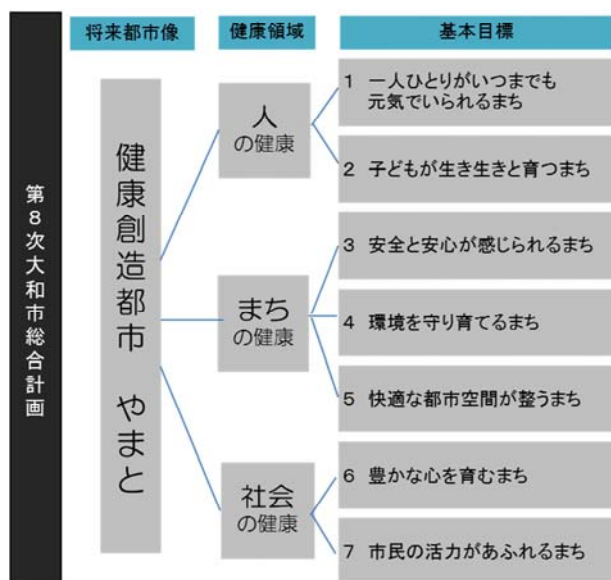 将来都市像
健康領域
基本目標
第8次大和市総合計画
健康創造都市 やまと
人
の健康
1 一人ひとりがいつまでも
元気でいられるまち
2 子どもが生き生きと育つまち
まち
の健康
3 安全と安心が感じられるまち
4 環境を守り育てるまち
5 快適な都市空間が整うまち
社会
の健康
6 豊かな心を育むまち
7 市民の活力があふれるまち